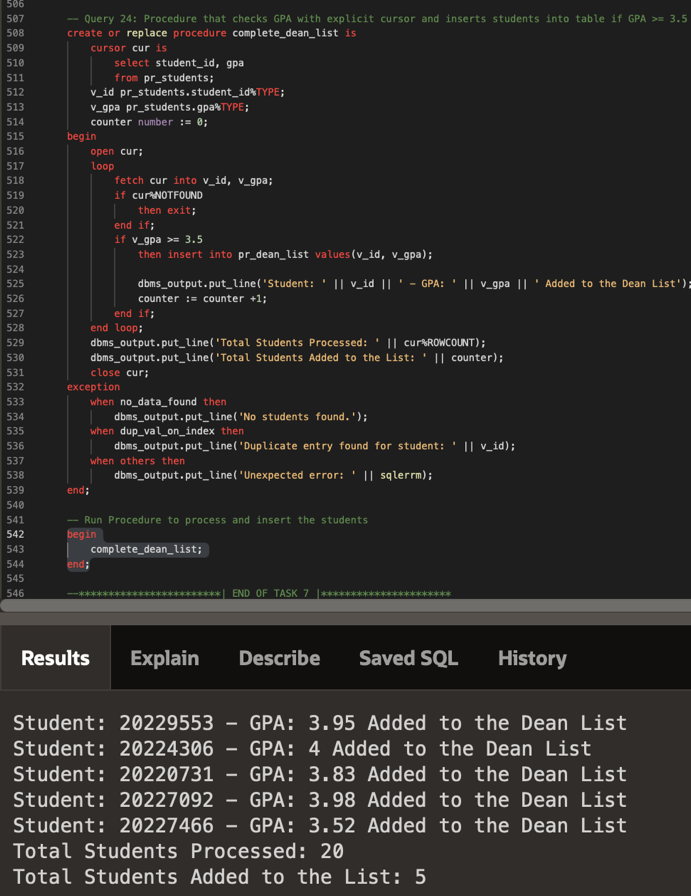 506
507 -- Query 24: Procedure that checks GPA with explicit cursor and inserts students into table if GPA >= 3.5
508 create or replace procedure complete_dean_list is
509 cursor cur is
510 select student_id, gpa
511 from pr_students;
512 v_id pr_students.student_id%TYPE;
513 v_gpa pr_students.gpa%TYPE;
514 counter number := 0;
515 begin
516 open cur;
517 loop
518 fetch cur into v_id, v_gpa;
519 if cur%NOTFOUND
520 then exit;
521 end if;
522 if v_gpa >= 3.5
523 then insert into pr_dean_list values(v_id, v_gpa);
524
525 dbms_output.put_line('Student: ' || v_id || ' - GPA: ' || v_gpa || ' Added to the Dean List');
526 counter := counter +1;
527 end if;
528 end loop;
529 dbms_output.put_line('Total Students Processed: ' || cur%ROWCOUNT);
530 dbms_output.put_line('Total Students Added to the List: ' || counter);
531 close cur;
532 exception
533 when no_data_found then
534 dbms_output.put_line('No students found.');
535 when dup_val_on_index then
536 dbms_output.put_line('Duplicate entry found for student: ' || v_id);
537 when others then
538 dbms_output.put_line('Unexpected error: ' || sqlerrm);
539 end;
540
541 -- Run Procedure to process and insert the students
542 begin
543 complete_dean_list;
544 end;
545
546 --************************| END OF TASK 7 |**********************
Results Explain Describe Saved SQL History
Student: 20229553 - GPA: 3.95 Added to the Dean List
Student: 20224306 - GPA: 4 Added to the Dean List
Student: 20220731 - GPA: 3.83 Added to the Dean List
Student: 20227092 - GPA: 3.98 Added to the Dean List
Student: 20227466 - GPA: 3.52 Added to the Dean List
Total Students Processed: 20
Total Students Added to the List: 5